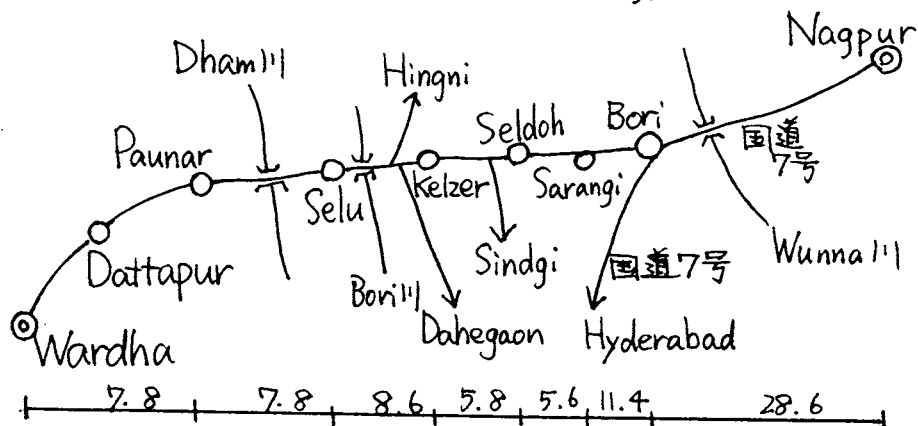 Nagpur
Dham川
Hingni
Seldoh
Bori
国道
7号
Paunar
Selu
Kelzer
Sarangi
Dattapur
Bori川
Sindgi
国道7号
Wunna川
Wardha
Dahegaon
Hyderabad
7.8 7.8 8.6 5.8 5.6 11.4 28.6